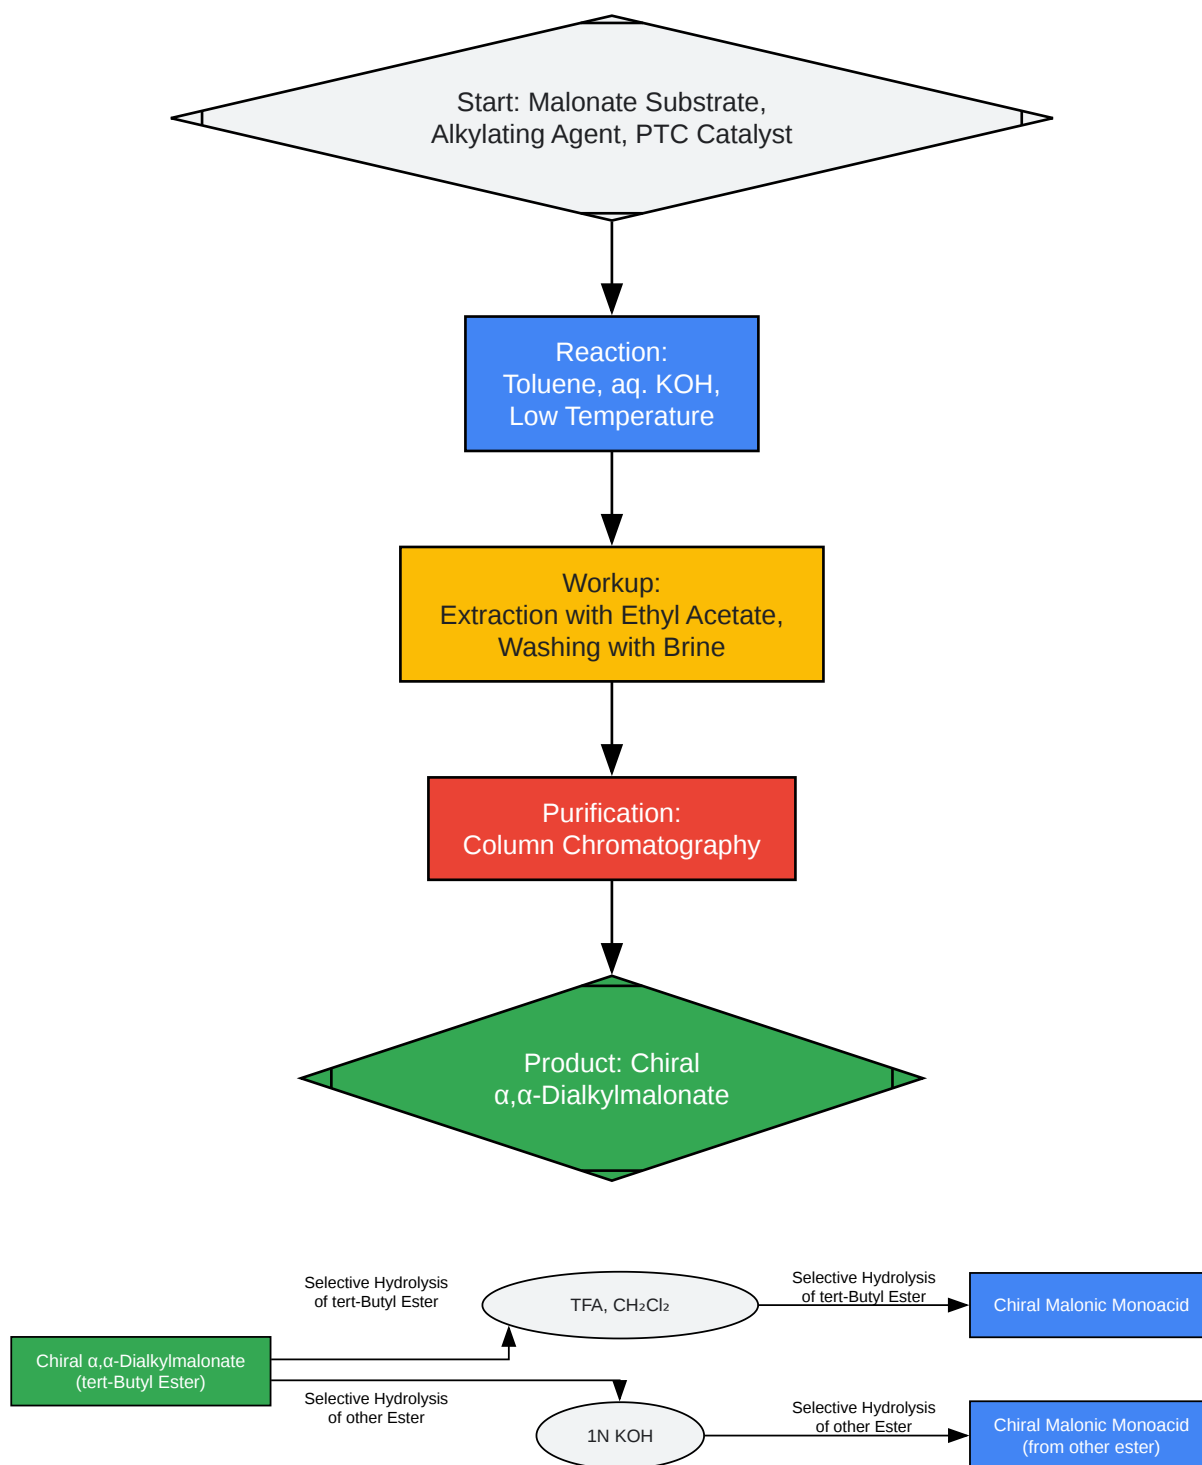 Start: Malonate Substrate,
Alkylating Agent, PTC Catalyst
Reaction:
Toluene, aq. KOH,
Low Temperature
Workup:
Extraction with Ethyl Acetate,
Washing with Brine
Purification:
Column Chromatography
Product: Chiral
α,α-Dialkylmalonate
Chiral α,α-Dialkylmalonate
(tert-Butyl Ester)
Selective Hydrolysis
of tert-Butyl Ester
TFA, CH₂Cl₂
Selective Hydrolysis
of tert-Butyl Ester
Chiral Malonic Monoacid
Selective Hydrolysis
of other Ester
1N KOH
Selective Hydrolysis
of other Ester
Chiral Malonic Monoacid
(from other ester)